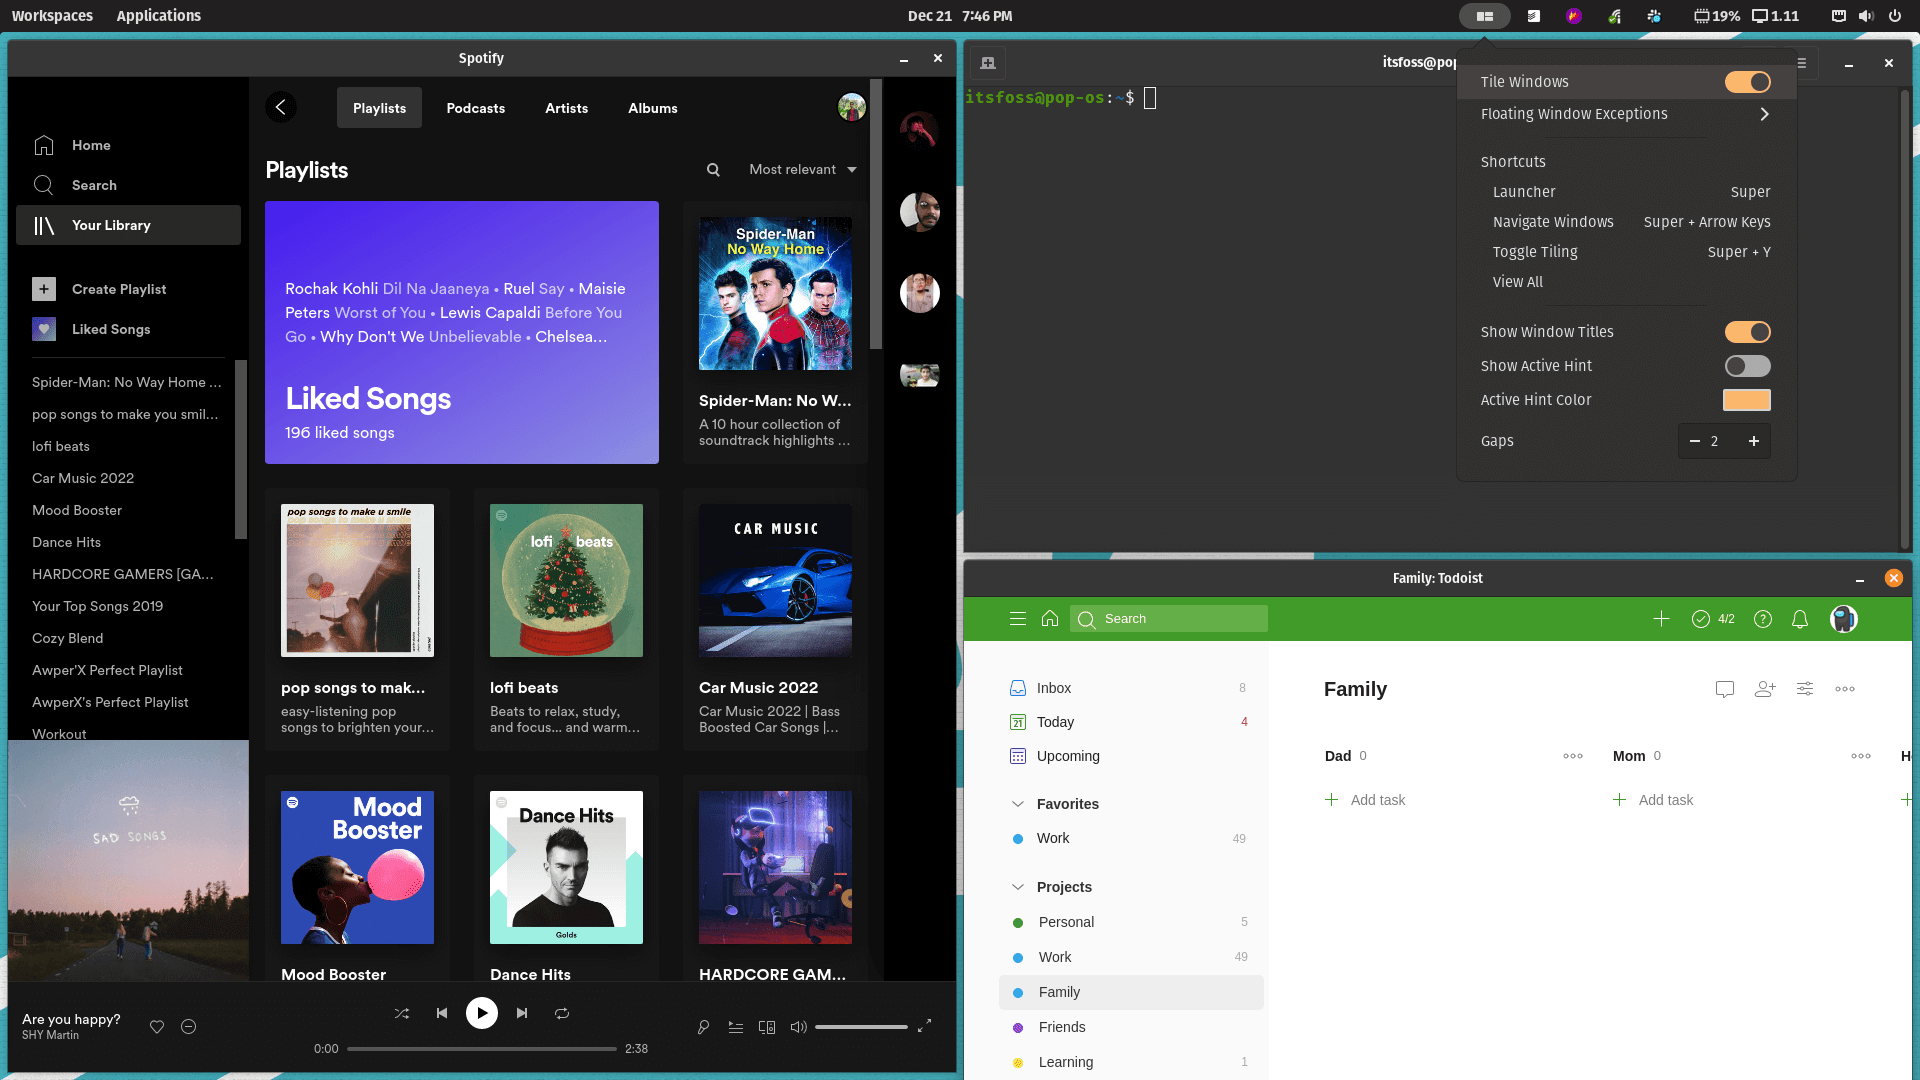 Workspaces Applications Dec 21 7:46 PM 19% 1.11
Spotify
Home
Search
Your Library
Create Playlist
Liked Songs
Spider-Man: No Way Home ...
pop songs to make you smil...
lofi beats
Car Music 2022
Mood Booster
Dance Hits
HARDCORE GAMERS [GA...
Your Top Songs 2019
Cozy Blend
Awper'X Perfect Playlist
AwperX's Perfect Playlist
Workout
SAD SONGS
Playlists Podcasts Artists Albums
Playlists
Most relevant
Rochak Kohli Dil Na Jaaneya • Ruel Say • Maisie
Peters Worst of You • Lewis Capaldi Before You
Go • Why Don't We Unbelievable • Chelsea...
Liked Songs
196 liked songs
Spider-Man
No Way Home
Spider-Man: No W...
A 10 hour collection of
soundtrack highlights ...
pop songs to make u smile
pop songs to mak...
easy-listening pop
songs to brighten your...
lofi beats
lofi beats
Beats to relax, study,
and focus... and warm...
CAR MUSIC
Car Music 2022
Car Music 2022 | Bass
Boosted Car Songs |...
Mood
Booster
Mood Booster
Dance Hits
Golds
Dance Hits
HARDCORE GAM...
Are you happy?
SHY Martin
0:00 2:38
itsfoss@pop
itsfoss@pop-os:~$
Tile Windows
Floating Window Exceptions
Shortcuts
Launcher Super
Navigate Windows Super + Arrow Keys
Toggle Tiling Super + Y
View All
Show Window Titles
Show Active Hint
Active Hint Color
Gaps 2
Family: Todoist
Search
4/2
Inbox 8
21 Today 4
Upcoming
Favorites
Work 49
Projects
Personal 5
Work 49
Family
Friends
Learning 1
Family
Dad 0
Add task
Mom 0
Add task